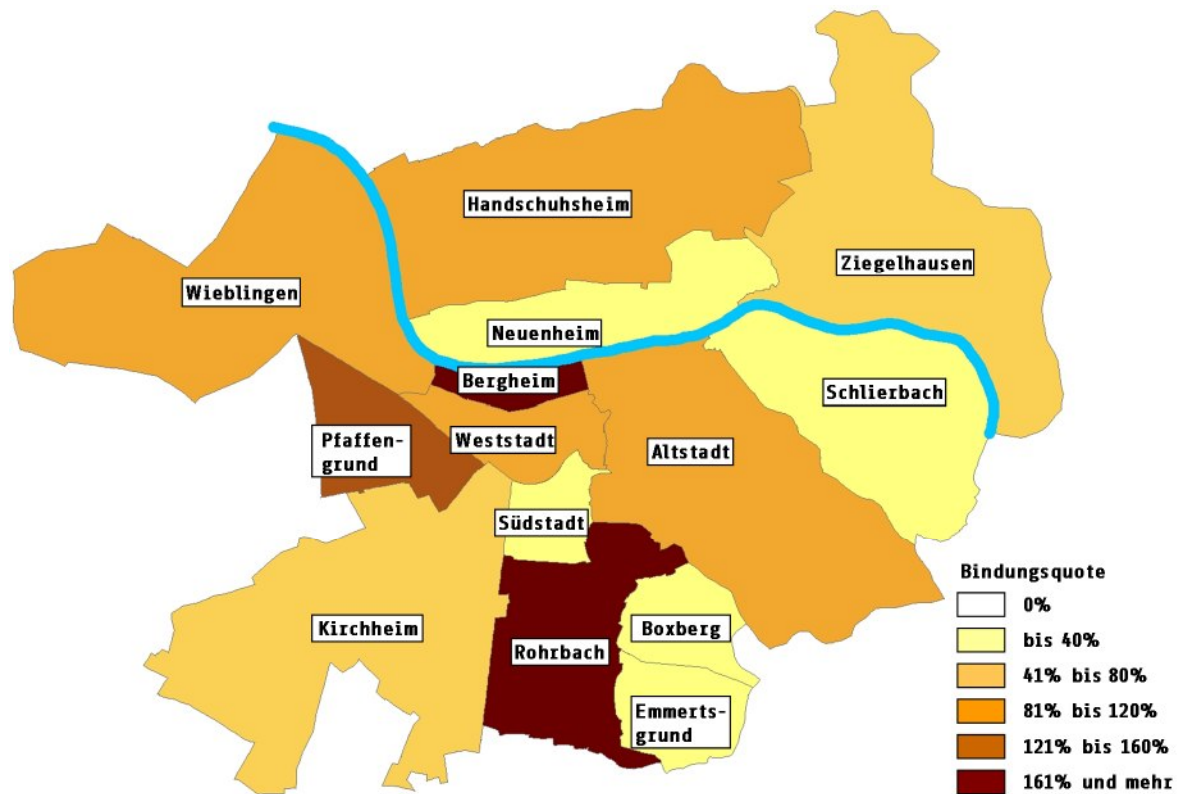 Handschuhsheim
Ziegelhausen
Wieblingen
Neuenheim
Bergheim
Schlierbach
Pfaffen-
grund
Weststadt
Altstadt
Südstadt
Kirchheim
Rohrbach
Boxberg
Emmerts-
grund
Bindungsquote
0%
bis 40%
41% bis 80%
81% bis 120%
121% bis 160%
161% und mehr